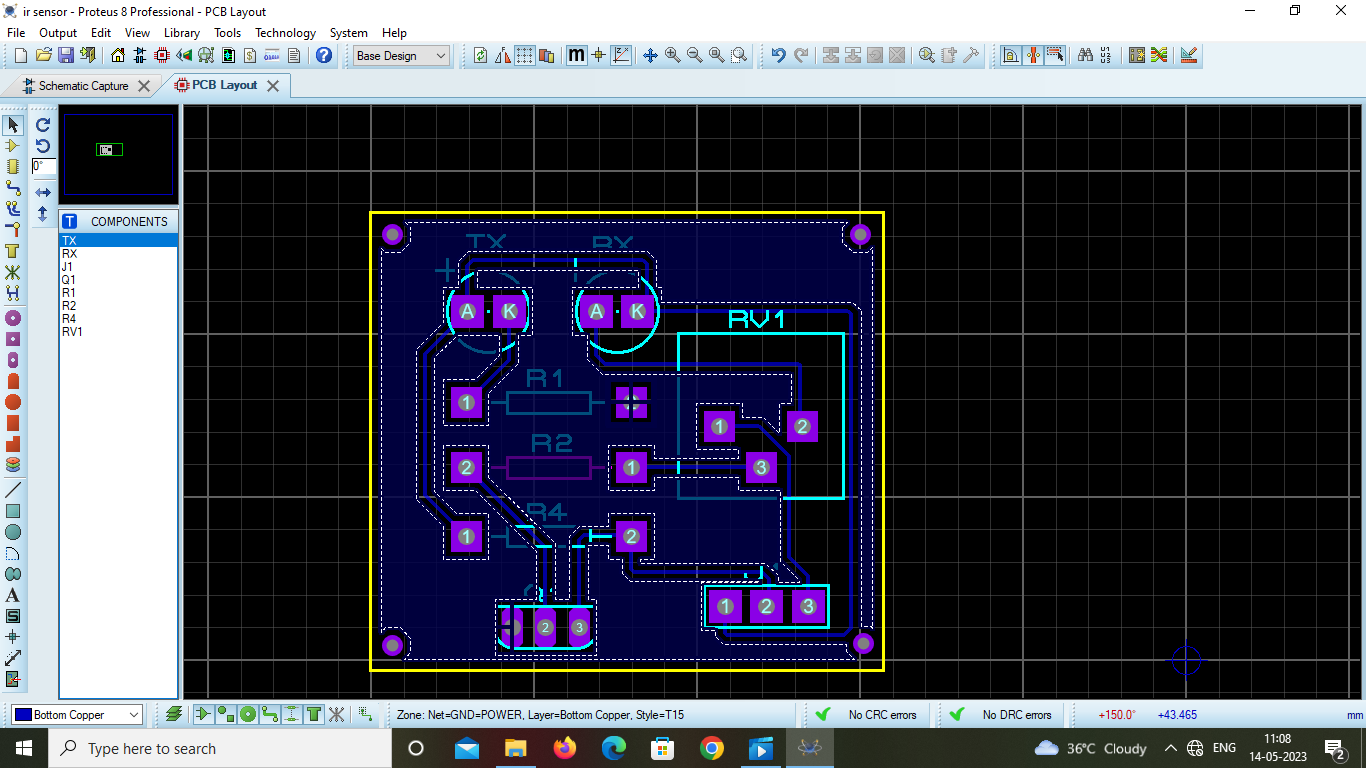 ir sensor - Proteus 8 Professional - PCB Layout
File Output Edit View Library Tools Technology System Help
Base Design
Schematic Capture
PCB Layout
0°
T COMPONENTS
TX
RX
J1
Q1
R1
R2
R4
RV1
TX RX
+
A K A K
RV1
R1
1
1 2
R2
2 1 3
R4
1 2
1 2 3
2 3
Bottom Copper
Zone: Net=GND=POWER, Layer=Bottom Copper, Style=T15
No CRC errors
No DRC errors
+150.0° +43.465 mm
Type here to search
36°C Cloudy
ENG
11:08
14-05-2023
2